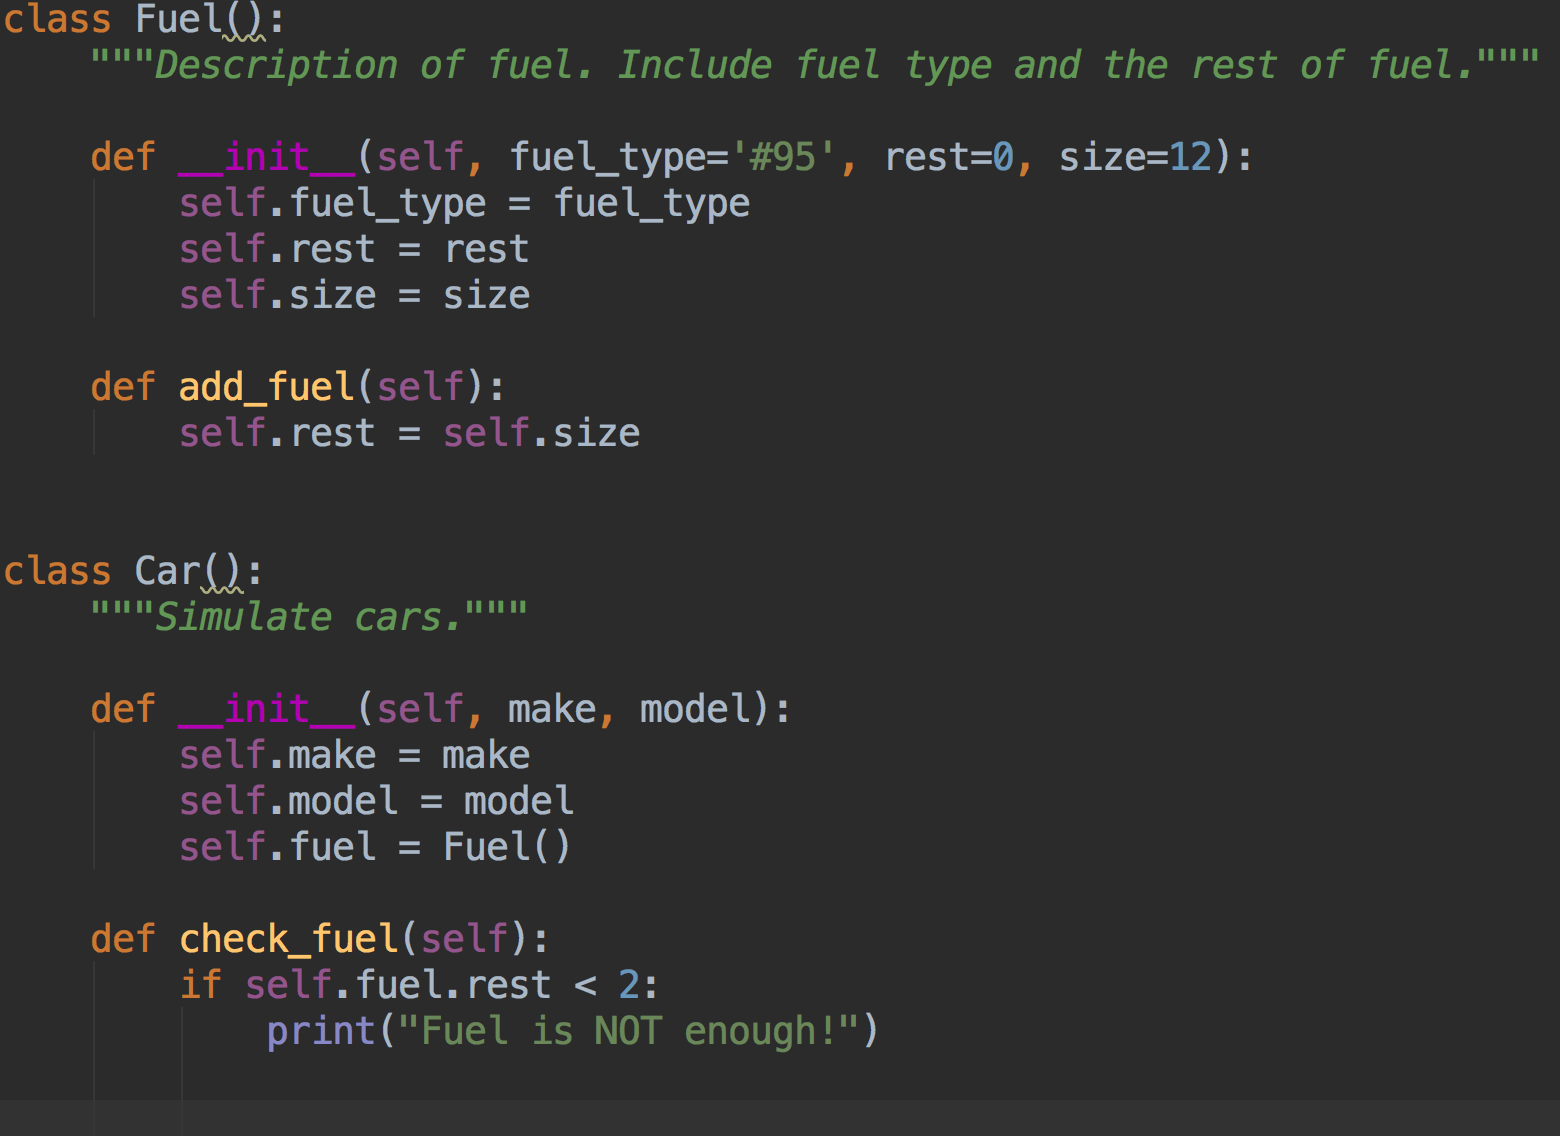 class Fuel():
    """Description of fuel. Include fuel type and the rest of fuel."""
    def __init__(self, fuel_type='#95', rest=0, size=12):
        self.fuel_type = fuel_type
        self.rest = rest
        self.size = size
    def add_fuel(self):
        self.rest = self.size
class Car():
    """Simulate cars."""
    def __init__(self, make, model):
        self.make = make
        self.model = model
        self.fuel = Fuel()
    def check_fuel(self):
        if self.fuel.rest < 2:
            print("Fuel is NOT enough!")